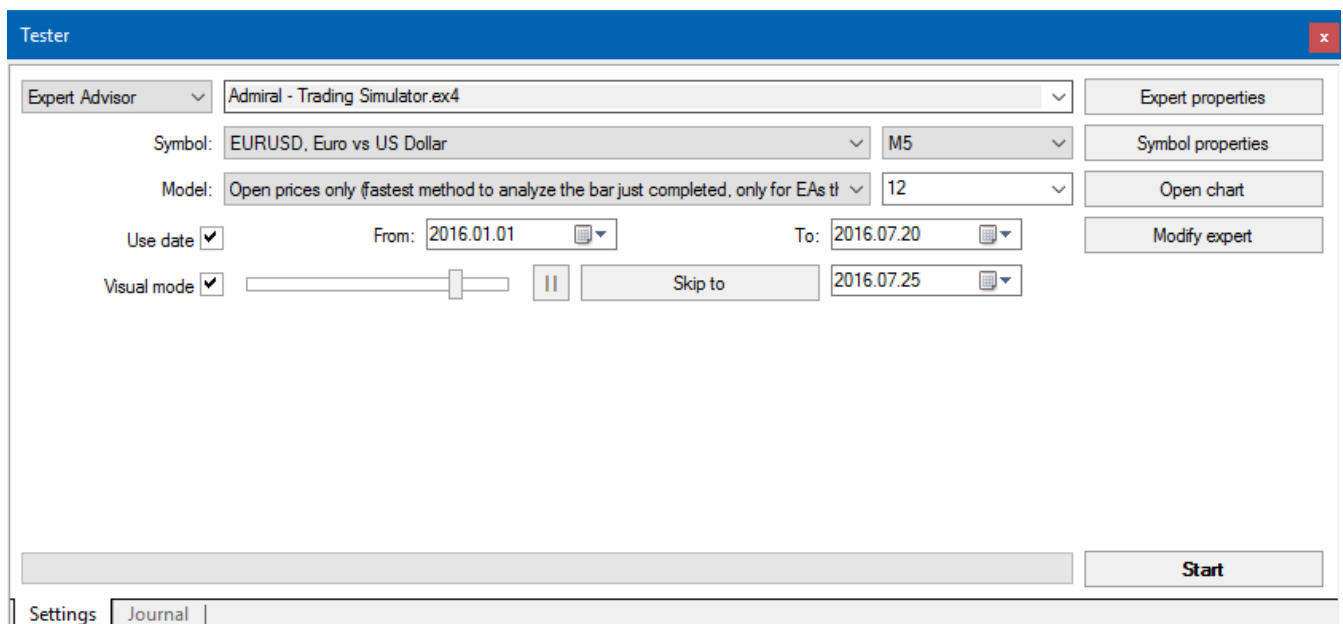 Tester
x
Expert Advisor Admiral - Trading Simulator.ex4 Expert properties
Symbol: EURUSD, Euro vs US Dollar M5 Symbol properties
Model: Open prices only (fastest method to analyze the bar just completed, only for EAs th 12 Open chart
Use date From: 2016.01.01 To: 2016.07.20 Modify expert
Visual mode Skip to 2016.07.25
Start
Settings Journal